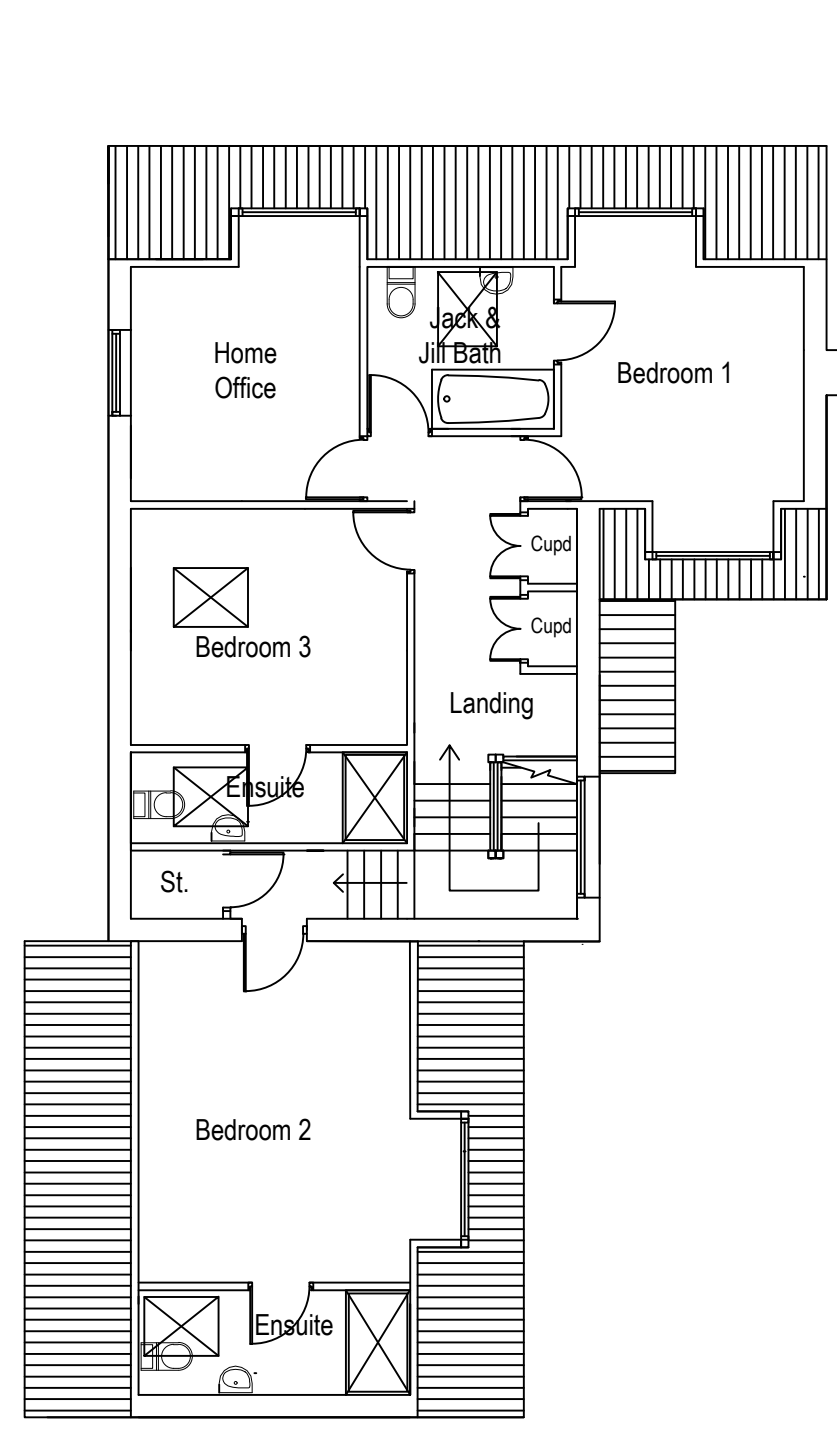 Jack &
Jill Bath
Home
Office
Bedroom 1
Cupd
Cupd
Bedroom 3
Landing
Ensuite
St.
Bedroom 2
Ensuite